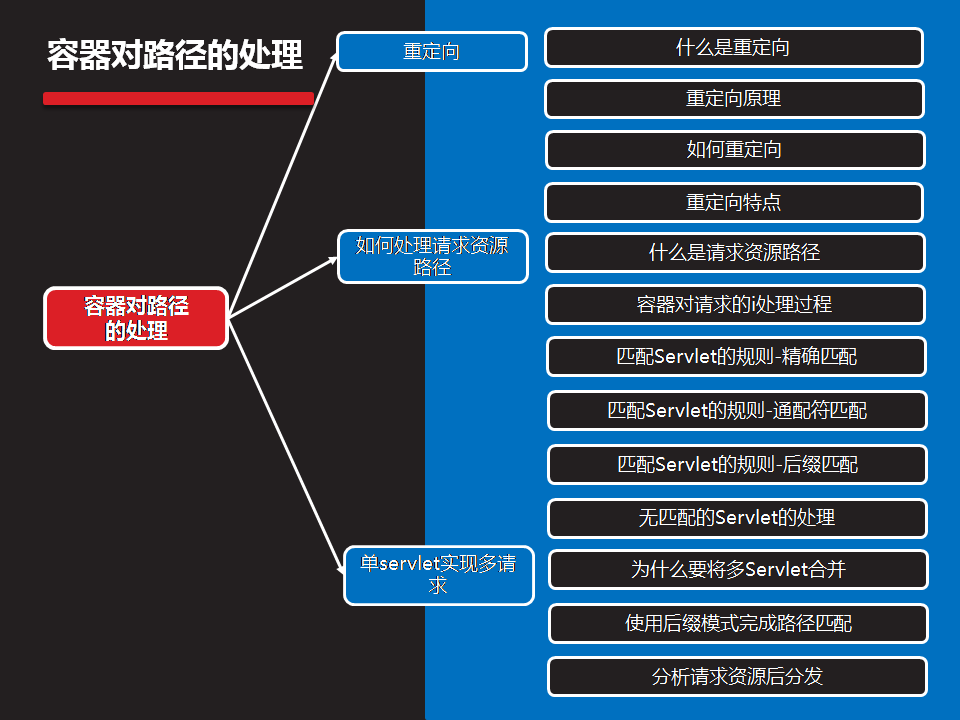 容器对路径的处理
重定向
什么是重定向
重定向原理
如何重定向
重定向特点
如何处理请求资源
路径
什么是请求资源路径
容器对请求的i处理过程
容器对路径
的处理
匹配Servlet的规则-精确匹配
匹配Servlet的规则-通配符匹配
匹配Servlet的规则-后缀匹配
无匹配的Servlet的处理
单servlet实现多请
求
为什么要将多Servlet合并
使用后缀模式完成路径匹配
分析请求资源后分发